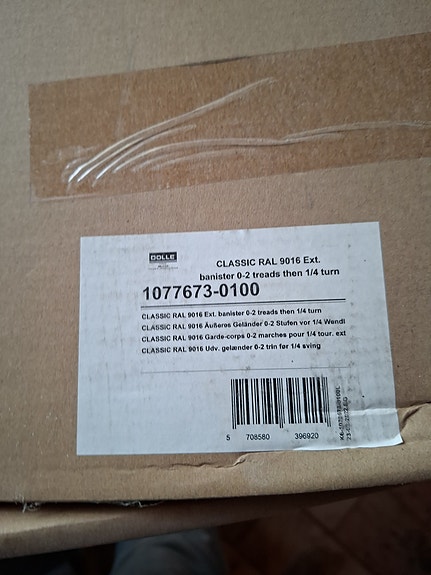 DOLLE
CLASSIC RAL 9016 Ext.
banister 0-2 treads then 1/4 turn
1077673-0100
CLASSIC RAL 9016 Ext. banister 0-2 treads then 1/4 turn
CLASSIC RAL 9016 Äußeres Geländer 0-2 Stufen vor 1/4 Wendl
CLASSIC RAL 9016 Garde-corps 0-2 marches pour 1/4 tour. ext
CLASSIC RAL 9016 Udv. gelænder 0-2 trin før 1/4 sving
5 708580 396920